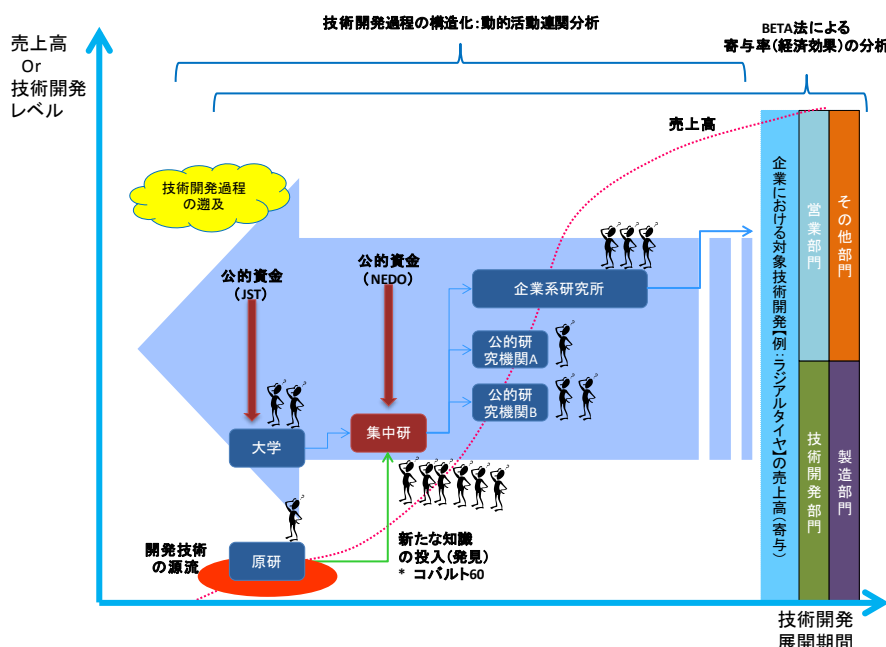 技術開発過程の構造化：動的活動連関分析
BETA法による
寄与率（経済効果）の分析
売上高
Or
技術開発
レベル
売上高
技術開発過程
の遡及
公的資金
（JST）
公的資金
（NEDO）
企業系研究所
公的研
究機関A
公的研
究機関B
大学
集中研
開発技術
の源流
原研
新たな知識
の投入（発見）
* コバルト60
企業における対象技術開発【例：ラジアルタイヤ】の売上高（寄与）
営業部門
その他部門
技術開発部門
製造部門
技術開発
展開期間